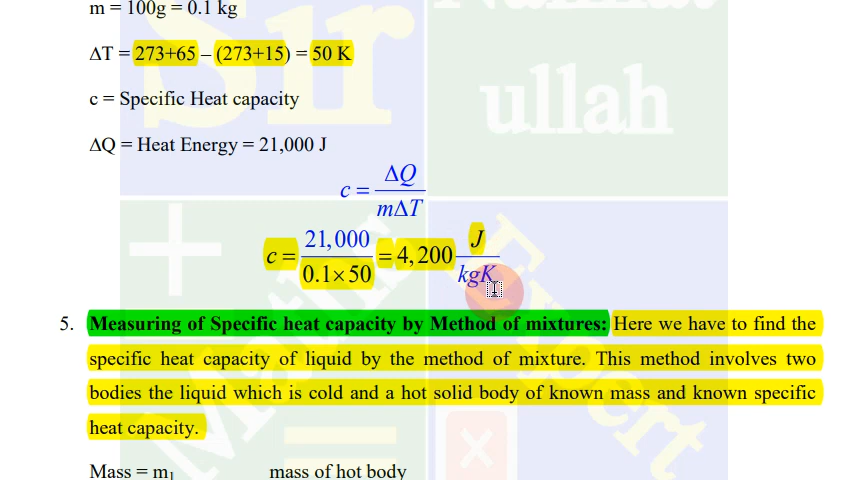 m = 100g = 0.1 kg
ΔT = 273+65 – (273+15) = 50 K
c = Specific Heat capacity
ΔQ = Heat Energy = 21,000 J
c = ΔQ / mΔT
c = 21,000 / 0.1×50 = 4,200 J / kgK
5. Measuring of Specific heat capacity by Method of mixtures: Here we have to find the
specific heat capacity of liquid by the method of mixture. This method involves two
bodies the liquid which is cold and a hot solid body of known mass and known specific
heat capacity.
Mass = m₁ mass of hot body
Sir
ullah
Maths
Expert